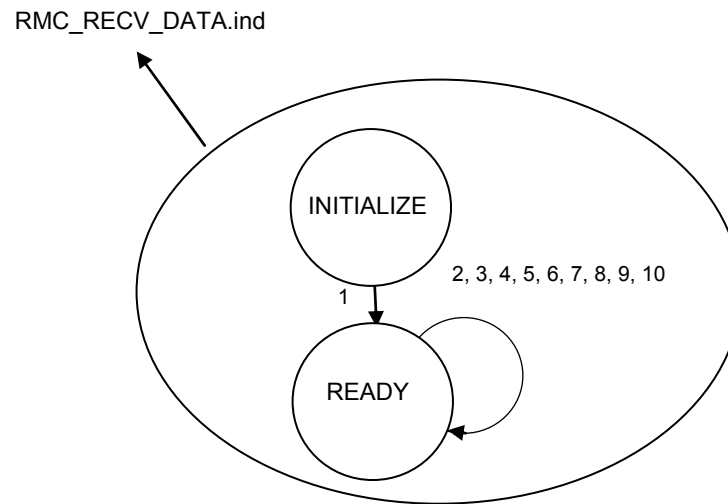 RMC_RECV_DATA.ind
INITIALIZE
2, 3, 4, 5, 6, 7, 8, 9, 10
1
READY